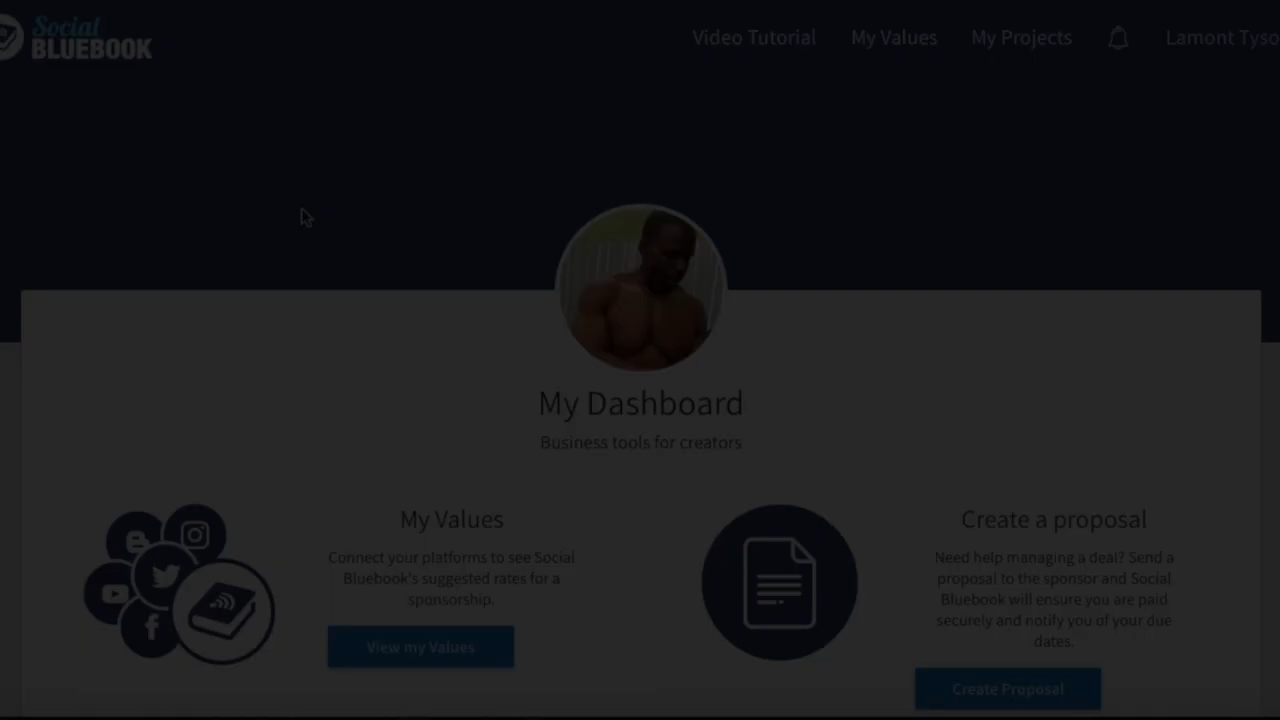 Social
BLUEBOOK
Video Tutorial
My Values
My Projects
Lamont Tyso
My Dashboard
Business tools for creators
My Values
Connect your platforms to see Social
Bluebook's suggested rates for a
sponsorship.
View my Values
Create a proposal
Need help managing a deal? Send a
proposal to the sponsor and Social
Bluebook will ensure you are paid
securely and notify you of your due
dates.
Create Proposal